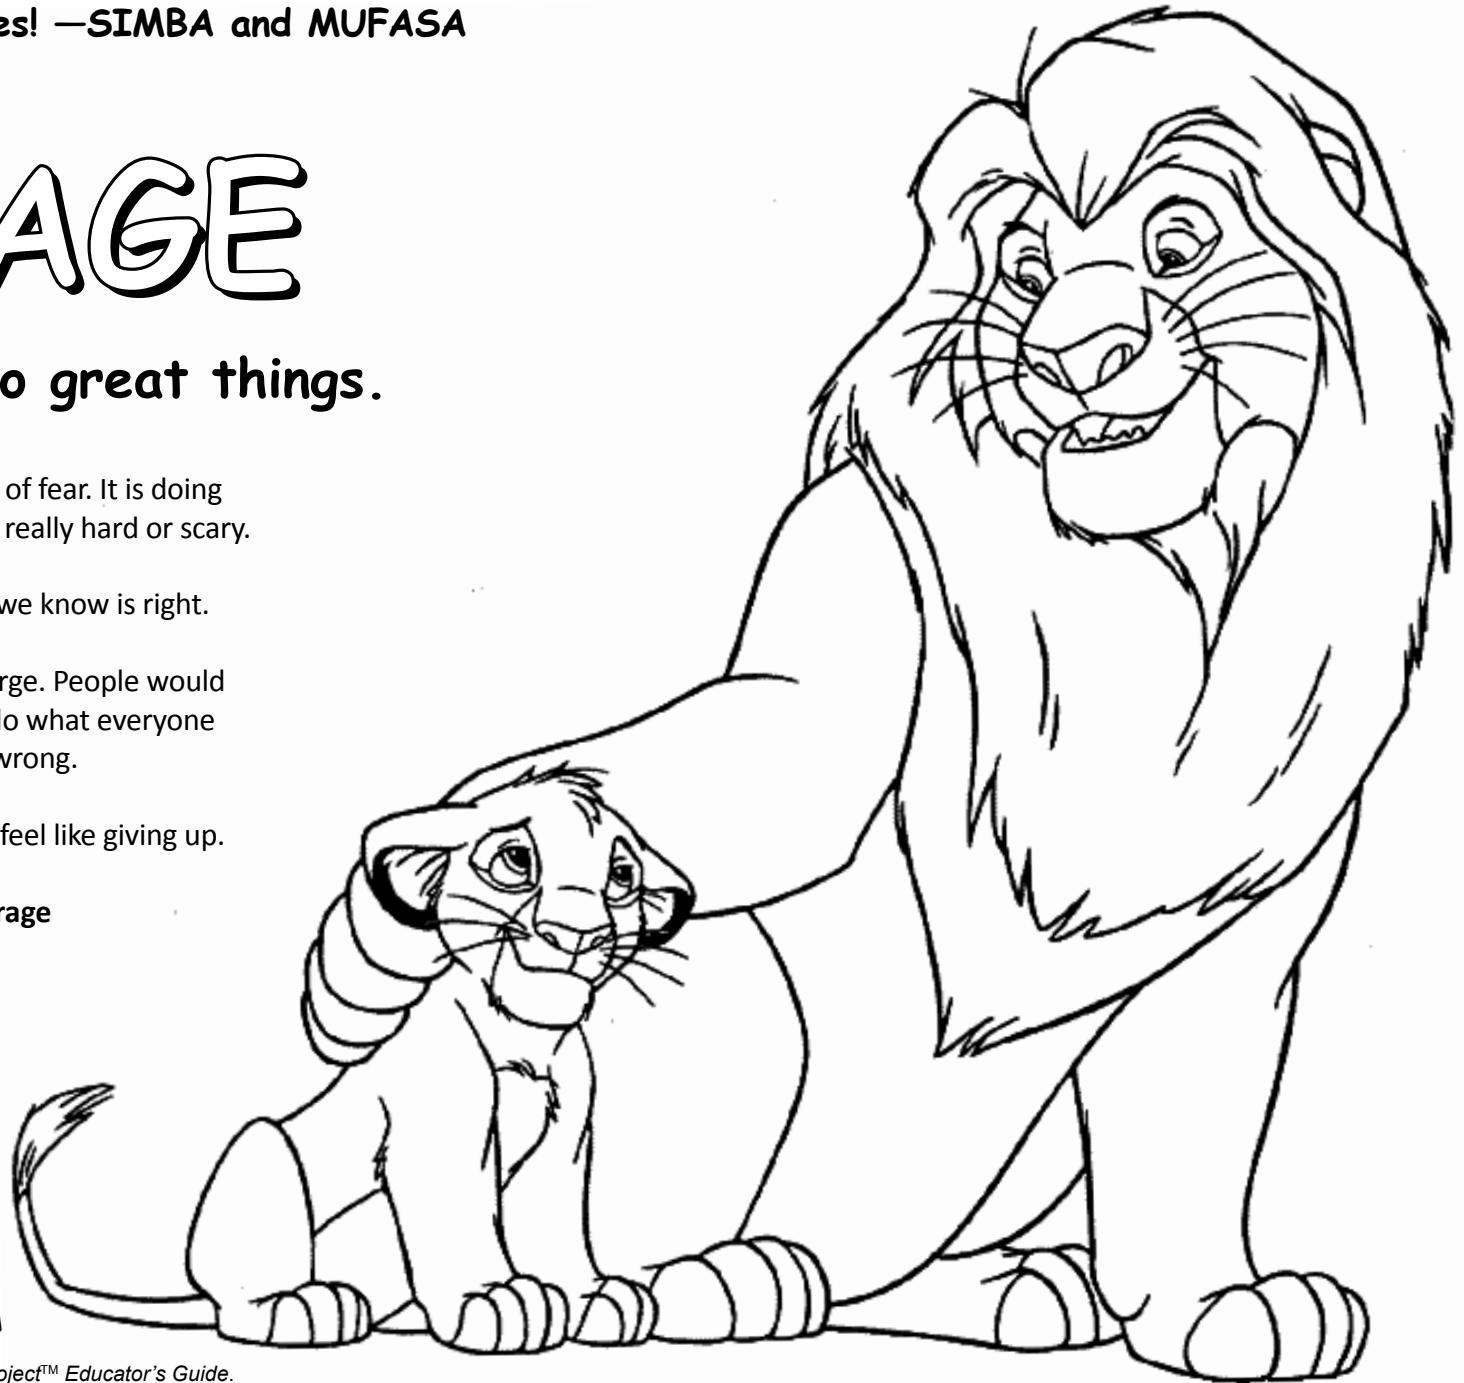 es! —SIMBA and MUFASA
AGE
o great things.
of fear. It is doing
really hard or scary.
we know is right.
rge. People would
do what everyone
wrong.
feel like giving up.
rage
oject™ Educator's Guide.